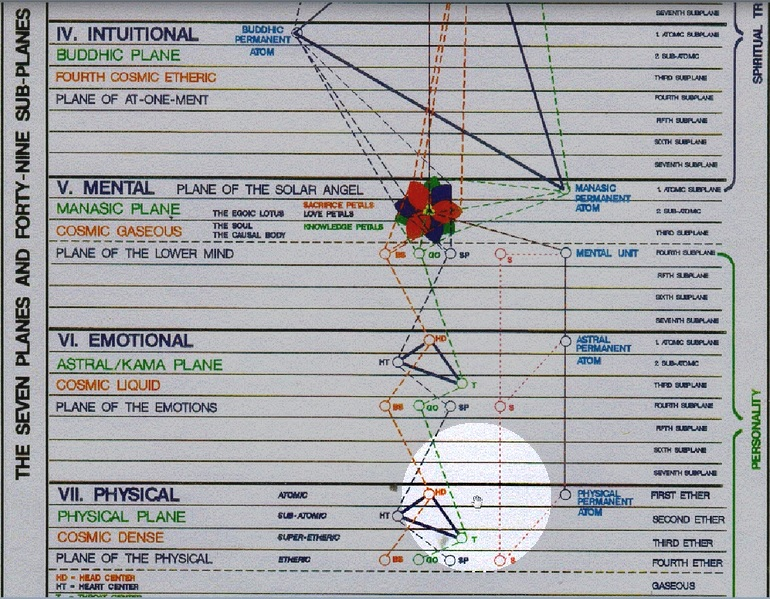 THE SEVEN PLANES AND FORTY-NINE SUB-PLANES
SPIRITUAL TR
PERSONALITY
SEVENTH SUBPLANE
IV. INTUITIONAL
BUDDHIC PERMANENT ATOM
1. ATOMIC SUBPLANE
BUDDHIC PLANE
2. SUB-ATOMIC
FOURTH COSMIC ETHERIC
THIRD SUBPLANE
PLANE OF AT-ONE-MENT
FOURTH SUBPLANE
FIFTH SUBPLANE
SIXTH SUBPLANE
SEVENTH SUBPLANE
V. MENTAL PLANE OF THE SOLAR ANGEL
MANASIC PERMANENT ATOM
1. ATOMIC SUBPLANE
MANASIC PLANE
THE EGOIC LOTUS
SACRIFICE PETALS
LOVE PETALS
2. SUB-ATOMIC
COSMIC GASEOUS
THE SOUL
THE CAUSAL BODY
KNOWLEDGE PETALS
THIRD SUBPLANE
PLANE OF THE LOWER MIND
BS GO SP S
MENTAL UNIT
FOURTH SUBPLANE
FIFTH SUBPLANE
SIXTH SUBPLANE
SEVENTH SUBPLANE
VI. EMOTIONAL
HD
ASTRAL PERMANENT ATOM
1. ATOMIC SUBPLANE
ASTRAL/KAMA PLANE
HT
2. SUB-ATOMIC
COSMIC LIQUID
T
THIRD SUBPLANE
PLANE OF THE EMOTIONS
BS GO SP S
FOURTH SUBPLANE
FIFTH SUBPLANE
SIXTH SUBPLANE
SEVENTH SUBPLANE
VII. PHYSICAL
ATOMIC
HD
PHYSICAL PERMANENT ATOM
FIRST ETHER
PHYSICAL PLANE
SUB-ATOMIC
HT
SECOND ETHER
COSMIC DENSE
SUPER-ETHERIC
T
THIRD ETHER
PLANE OF THE PHYSICAL
ETHERIC
BS GO SP S
FOURTH ETHER
HD = HEAD CENTER
HT = HEART CENTER
GASEOUS